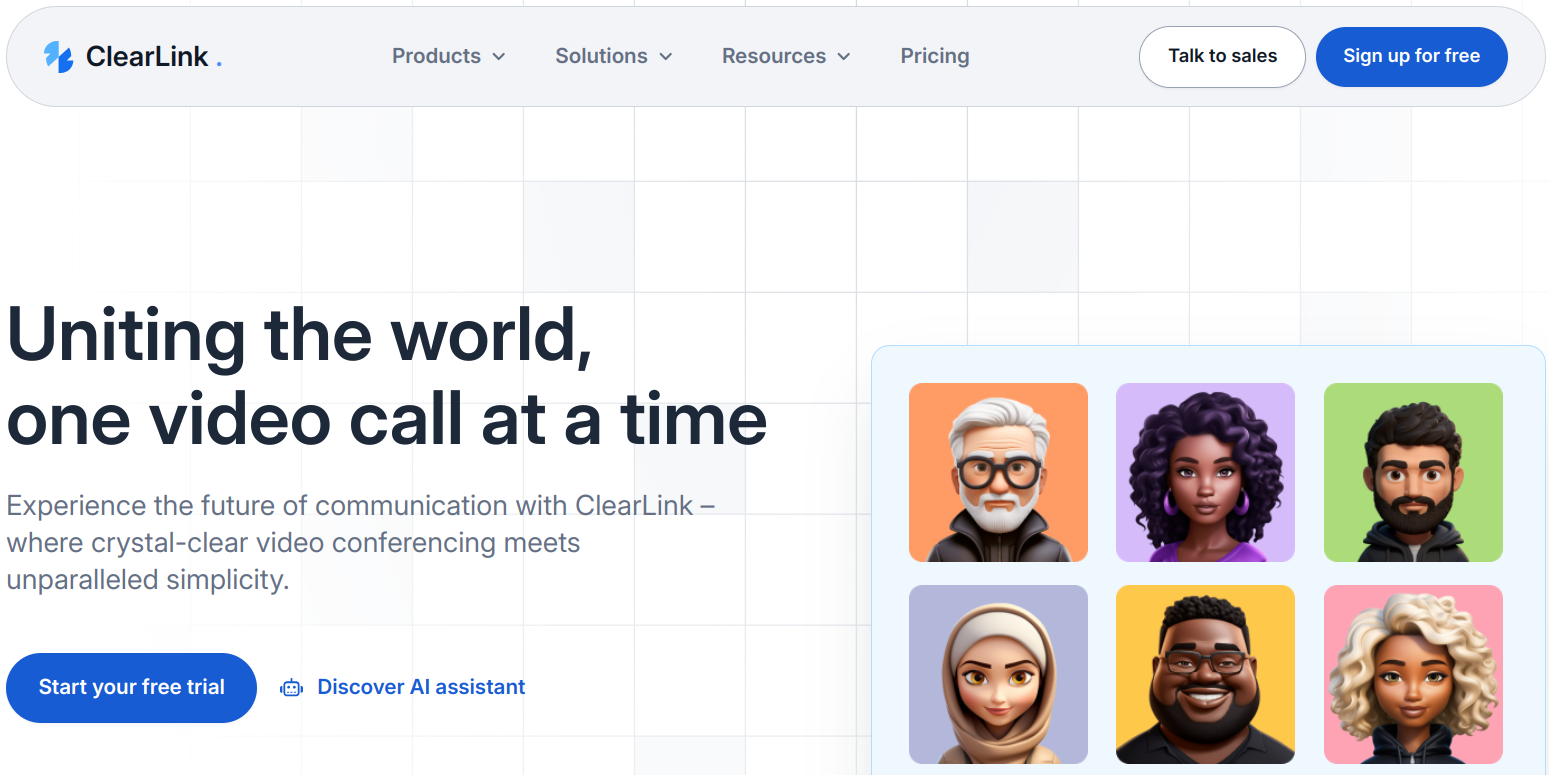 ClearLink .
Products
Solutions
Resources
Pricing
Talk to sales
Sign up for free
Uniting the world,
one video call at a time
Experience the future of communication with ClearLink –
where crystal-clear video conferencing meets
unparalleled simplicity.
Start your free trial
Discover AI assistant